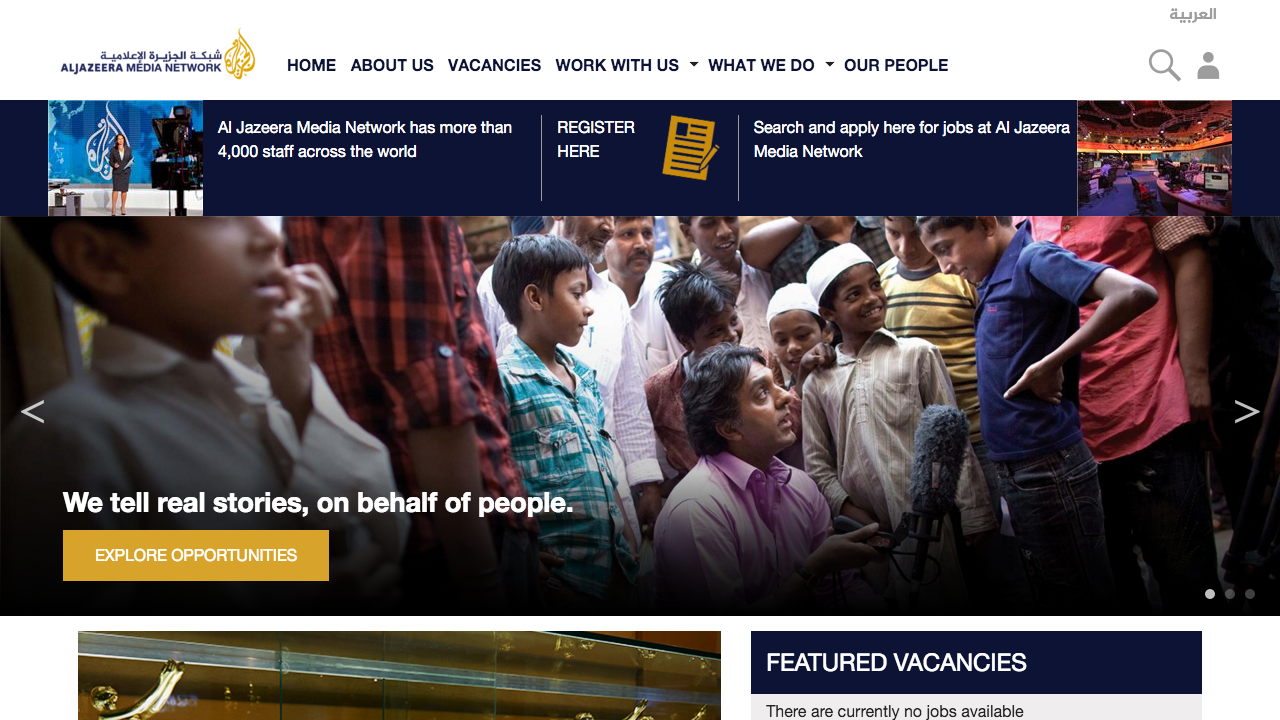 العربية
شبكة الجزيرة الإعلامية
ALJAZEERA MEDIA NETWORK
HOME ABOUT US VACANCIES WORK WITH US WHAT WE DO OUR PEOPLE
Al Jazeera Media Network has more than
4,000 staff across the world
REGISTER
HERE
Search and apply here for jobs at Al Jazeera
Media Network
< >
We tell real stories, on behalf of people.
EXPLORE OPPORTUNITIES
FEATURED VACANCIES
There are currently no jobs available